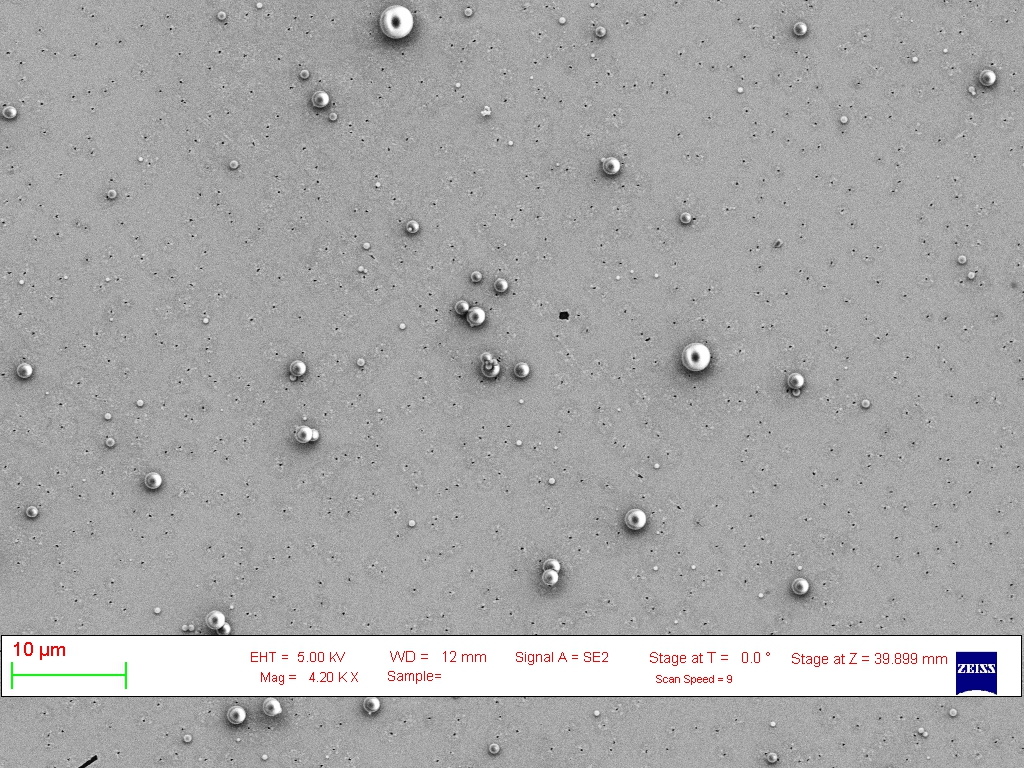 10 µm
EHT = 5.00 kV WD = 12 mm Signal A = SE2 Stage at T = 0.0 ° Stage at Z = 39.899 mm
Mag = 4.20 K X Sample= Scan Speed = 9
ZEISS